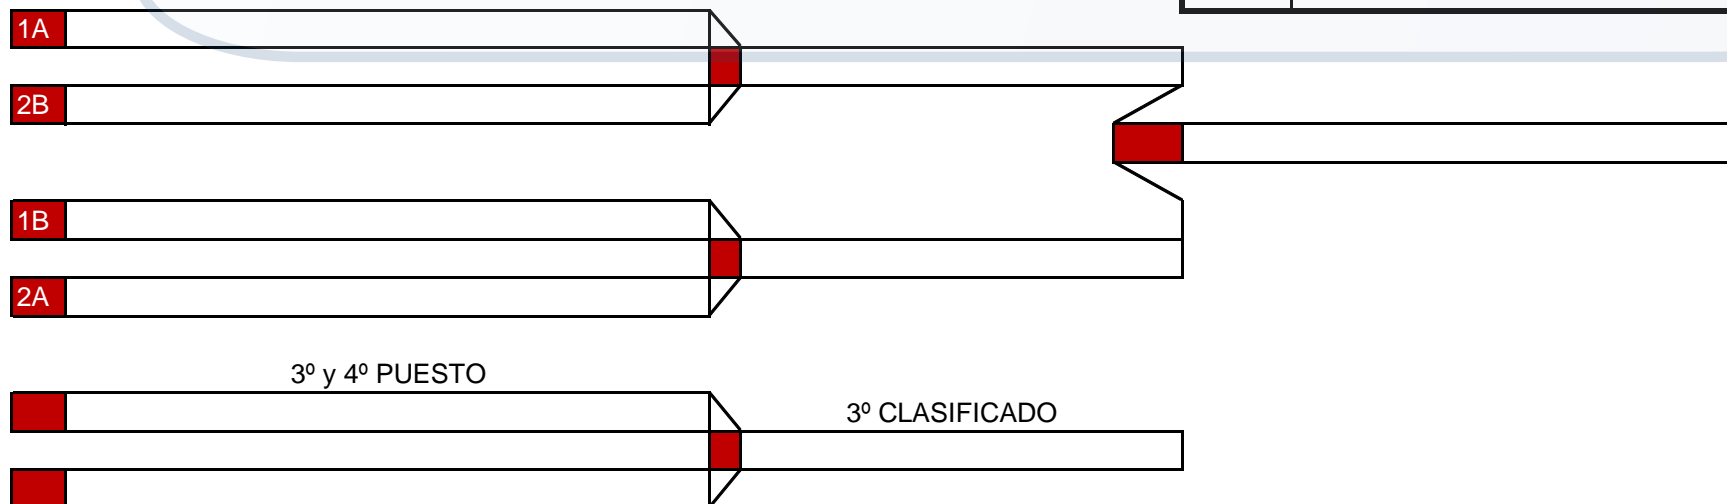 1A
2B
1B
2A
3º y 4º PUESTO
3º CLASIFICADO